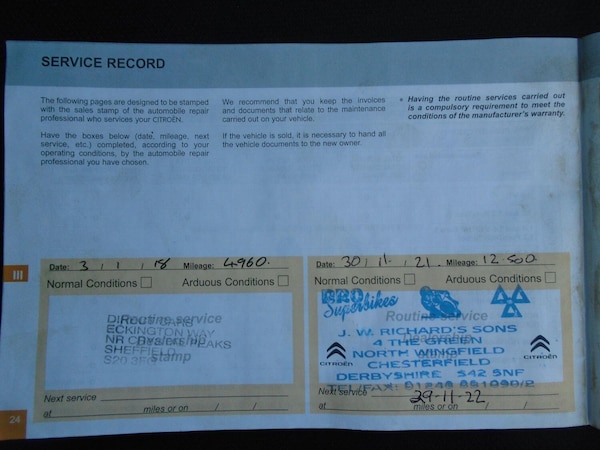 SERVICE RECORD
The following pages are designed to be stamped
with the sales stamp of the automobile repair
professional who services your CITROËN.
Have the boxes below (date, mileage, next
service, etc.) completed, according to your
operating conditions, by the automobile repair
professional you have chosen.
We recommend that you keep the invoices
and documents that relate to the maintenance
carried out on your vehicle.
If the vehicle is sold, it is necessary to hand all
the vehicle documents to the new owner.
Having the routine services carried out
is a compulsory requirement to meet the
conditions of the manufacturer's warranty.
III
Date: 3 / 1 / 18 Mileage: 4960.
Normal Conditions Arduous Conditions
Routine service
ECKINGTON WAY
SHEFFIELD
stamp
Next service
at miles or on / /
Date: 30 / 11 / 21. Mileage: 12-500.
Normal Conditions Arduous Conditions
PRO
Superbikes
Routine service
J. W. RICHARD'S SONS
4 THE GREEN
NORTH WINGFIELD
CHESTERFIELD
DERBYSHIRE S42 5NF
TEL/FAX:
CITROËN
CITROËN
Next service 29-11-22
at miles or on / /
24